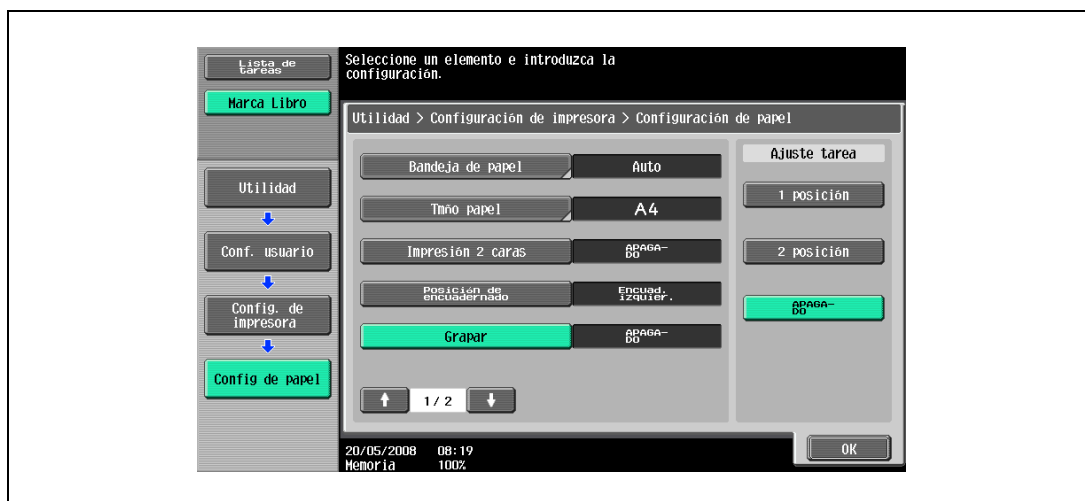 Lista de
tareas
Marca Libro
Utilidad
Conf. usuario
Config. de
impresora
Config de papel
Seleccione un elemento e introduzca la
configuración.
Utilidad > Configuración de impresora > Configuración de papel
Bandeja de papel
Auto
Tmño papel
A4
Impresión 2 caras
APAGA-
DO
Posición de
encuadernado
Encuad.
izquier.
Grapar
APAGA-
DO
1/2
Ajuste tarea
1 posición
2 posición
APAGA-
DO
20/05/2008 08:19
Memoria 100%
OK